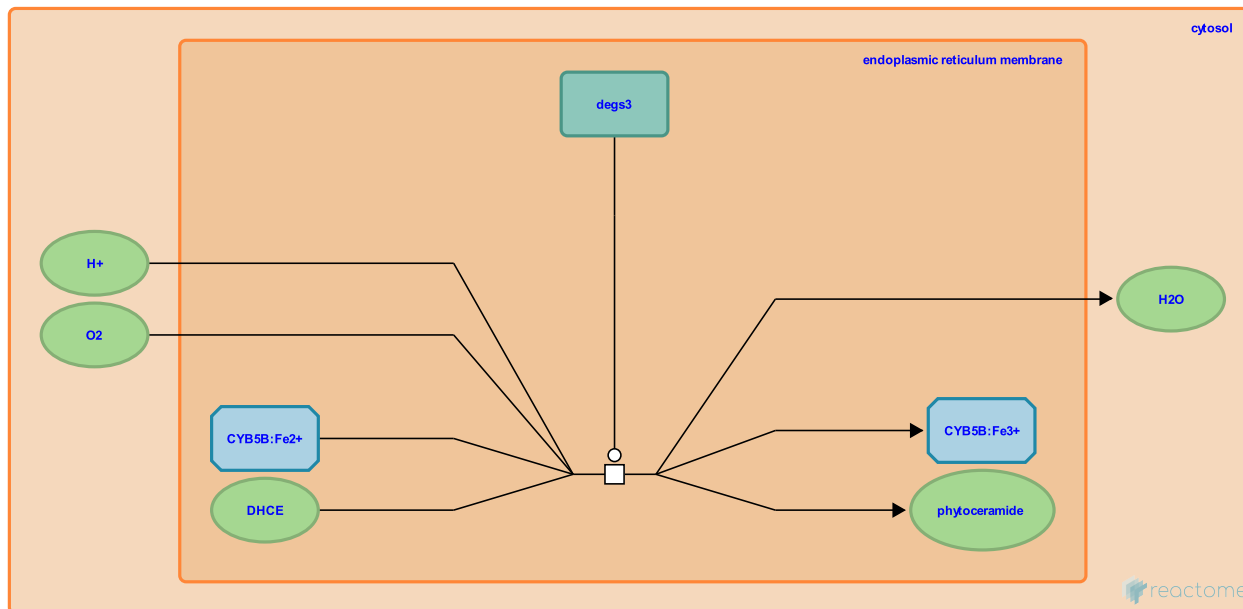 cytosol
endoplasmic reticulum membrane
degs3
H+
O2
H2O
CYB5B:Fe2+
CYB5B:Fe3+
DHCE
phytoceramide
reactome